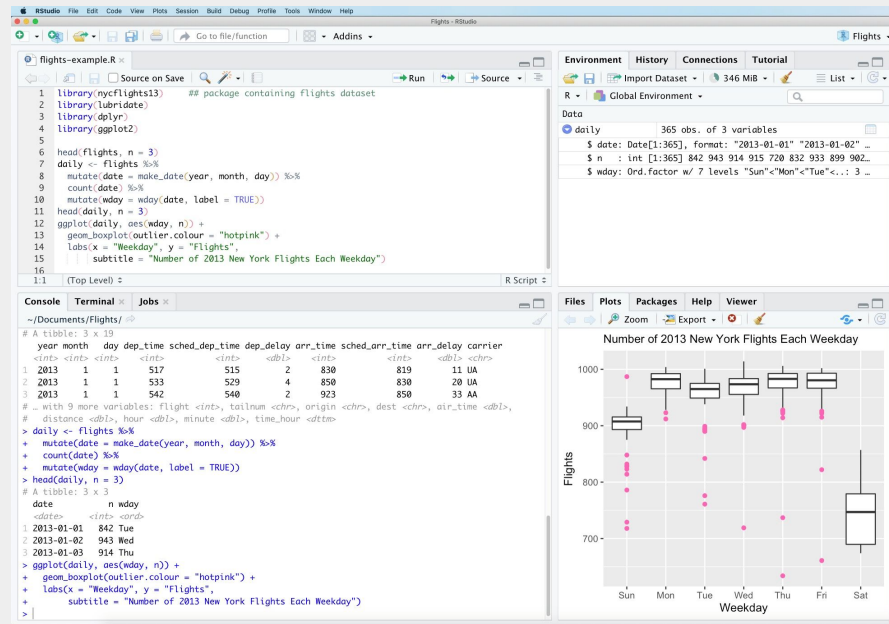 RStudio File Edit Code View Plots Session Build Debug Profile Tools Window Help
Flights - RStudio
Go to file/function Addins Flights
flights-example.R
Source on Save Run Source
1 library(nycflights13) ## package containing flights dataset
2 library(lubridate)
3 library(dplyr)
4 library(ggplot2)
5
6 head(flights, n = 3)
7 daily <- flights %>%
8 mutate(date = make_date(year, month, day)) %>%
9 count(date) %>%
10 mutate(wday = wday(date, label = TRUE))
11 head(daily, n = 3)
12 ggplot(daily, aes(wday, n)) +
13 geom_boxplot(outlier.colour = "hotpink") +
14 labs(x = "Weekday", y = "Flights",
15 subtitle = "Number of 2013 New York Flights Each Weekday")
16
1:1 (Top Level) R Script
Console Terminal Jobs
~/Documents/Flights/
# A tibble: 3 x 19
year month day dep_time sched_dep_time dep_delay arr_time sched_arr_time arr_delay carrier
<int> <int> <int> <int> <int> <dbl> <int> <int> <dbl> <chr>
1 2013 1 1 517 515 2 830 819 11 UA
2 2013 1 1 533 529 4 850 830 20 UA
3 2013 1 1 542 540 2 923 850 33 AA
# … with 9 more variables: flight <int>, tailnum <chr>, origin <chr>, dest <chr>, air_time <dbl>,
# distance <dbl>, hour <dbl>, minute <dbl>, time_hour <dttm>
> daily <- flights %>%
+ mutate(date = make_date(year, month, day)) %>%
+ count(date) %>%
+ mutate(wday = wday(date, label = TRUE))
> head(daily, n = 3)
# A tibble: 3 x 3
date n wday
<date> <int> <ord>
1 2013-01-01 842 Tue
2 2013-01-02 943 Wed
3 2013-01-03 914 Thu
> ggplot(daily, aes(wday, n)) +
+ geom_boxplot(outlier.colour = "hotpink") +
+ labs(x = "Weekday", y = "Flights",
+ subtitle = "Number of 2013 New York Flights Each Weekday")
>
Environment History Connections Tutorial
Import Dataset 346 MiB List
R Global Environment
Data
daily 365 obs. of 3 variables
$ date: Date[1:365], format: "2013-01-01" "2013-01-02" …
$ n : int [1:365] 842 943 914 915 720 832 933 899 902…
$ wday: Ord.factor w/ 7 levels "Sun"<"Mon"<"Tue"<..: 3 …
Files Plots Packages Help Viewer
Zoom Export
Number of 2013 New York Flights Each Weekday
1000
900
800
700
Flights
Sun Mon Tue Wed Thu Fri Sat
Weekday